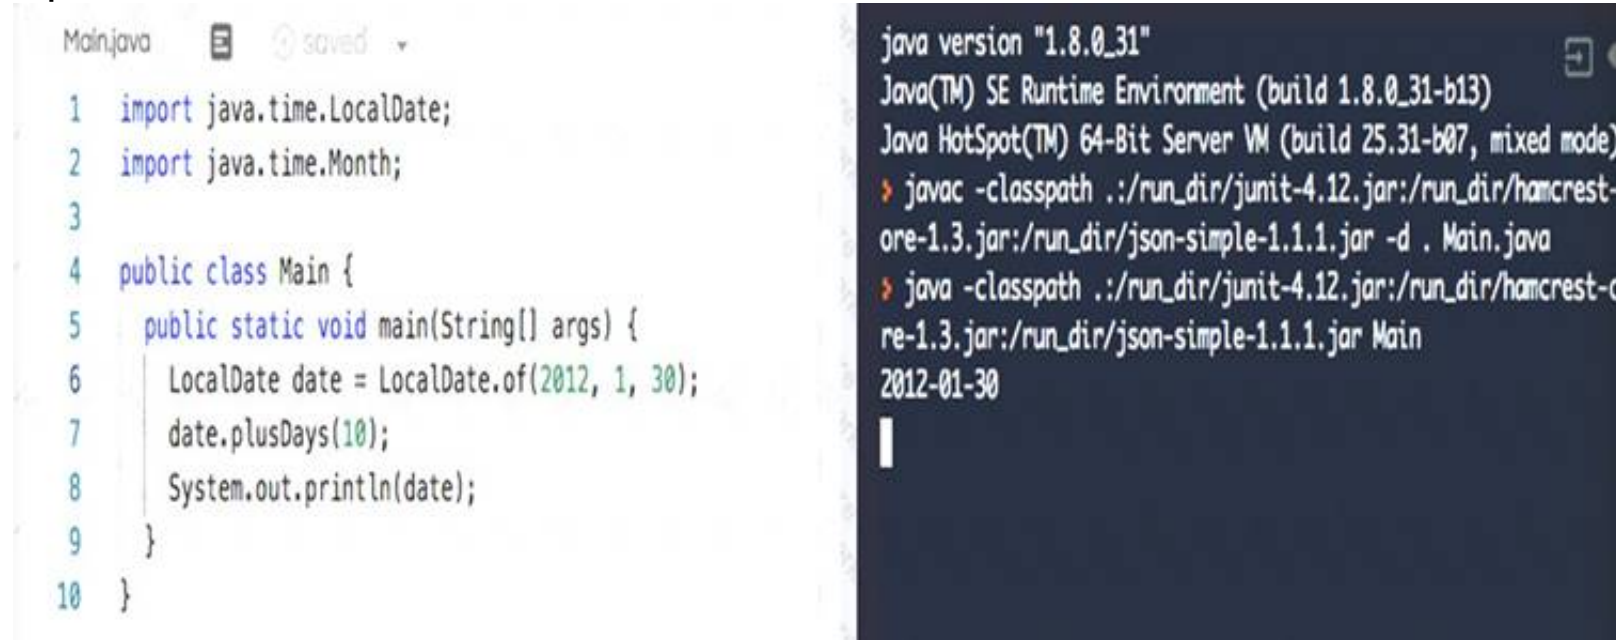 Main.java saved
1 import java.time.LocalDate;
2 import java.time.Month;
3
4 public class Main {
5 public static void main(String[] args) {
6 LocalDate date = LocalDate.of(2012, 1, 30);
7 date.plusDays(10);
8 System.out.println(date);
9 }
10 }
java version "1.8.0_31"
Java(TM) SE Runtime Environment (build 1.8.0_31-b13)
Java HotSpot(TM) 64-Bit Server VM (build 25.31-b07, mixed mode)
javac -classpath .:/run_dir/junit-4.12.jar:/run_dir/hamcrest-
ore-1.3.jar:/run_dir/json-simple-1.1.1.jar -d . Main.java
java -classpath .:/run_dir/junit-4.12.jar:/run_dir/hamcrest-c
re-1.3.jar:/run_dir/json-simple-1.1.1.jar Main
2012-01-30